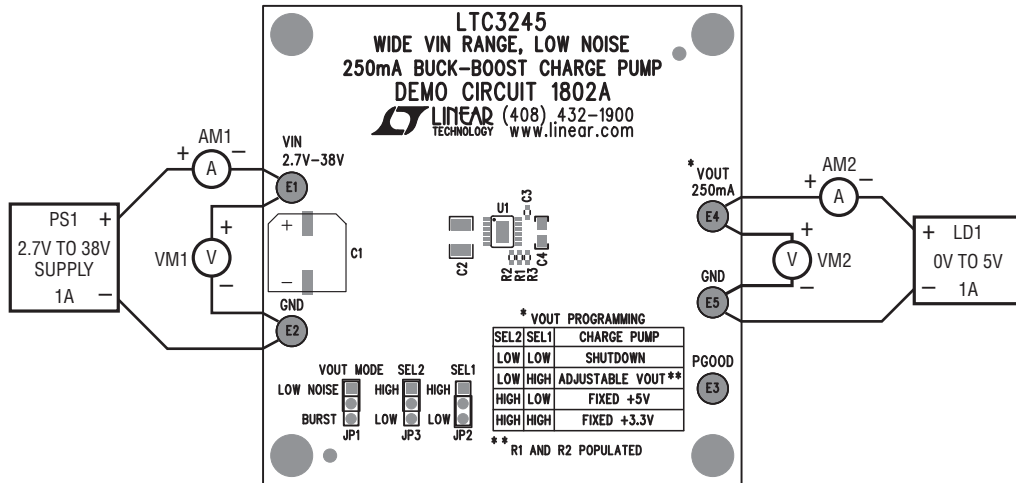 LTC3245
WIDE VIN RANGE, LOW NOISE
250mA BUCK-BOOST CHARGE PUMP
DEMO CIRCUIT 1802A
LINEAR TECHNOLOGY (408) 432-1900
www.linear.com
AM1
+ A −
VIN
2.7V-38V
E1
PS1 +
2.7V TO 38V
SUPPLY
1A −
VM1
+
V
−
+
−
C1
GND
E2
C2
U1
C3
C4
R2
R1
R3
* VOUT
250mA
E4
AM2
+ A −
+
V
−
VM2
+ LD1
0V TO 5V
− 1A
GND
E5
PGOOD
E3
VOUT MODE
LOW NOISE
BURST
JP1
SEL2
HIGH
LOW
JP3
SEL1
HIGH
LOW
JP2
* VOUT PROGRAMMING
SEL2 SEL1 CHARGE PUMP
LOW LOW SHUTDOWN
LOW HIGH ADJUSTABLE VOUT **
HIGH LOW FIXED +5V
HIGH HIGH FIXED +3.3V
** R1 AND R2 POPULATED